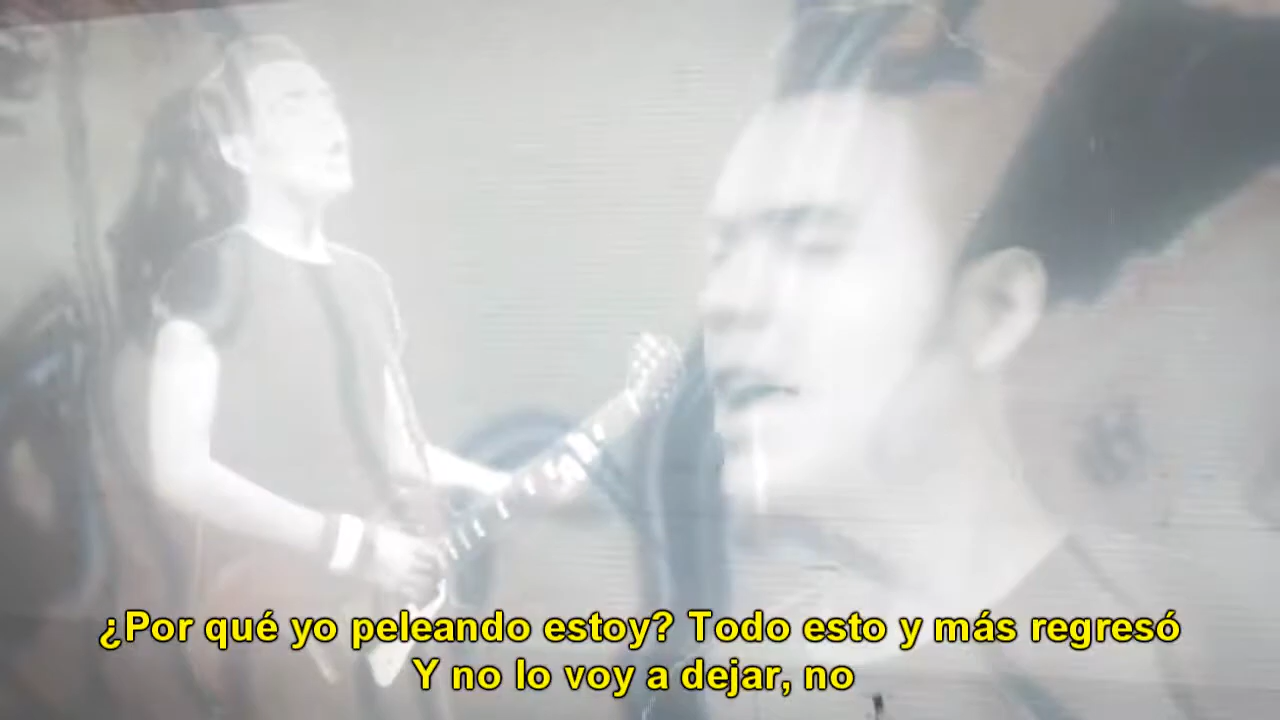 ¿Por qué yo peleando estoy? Todo esto y más regresó
Y no lo voy a dejar, no